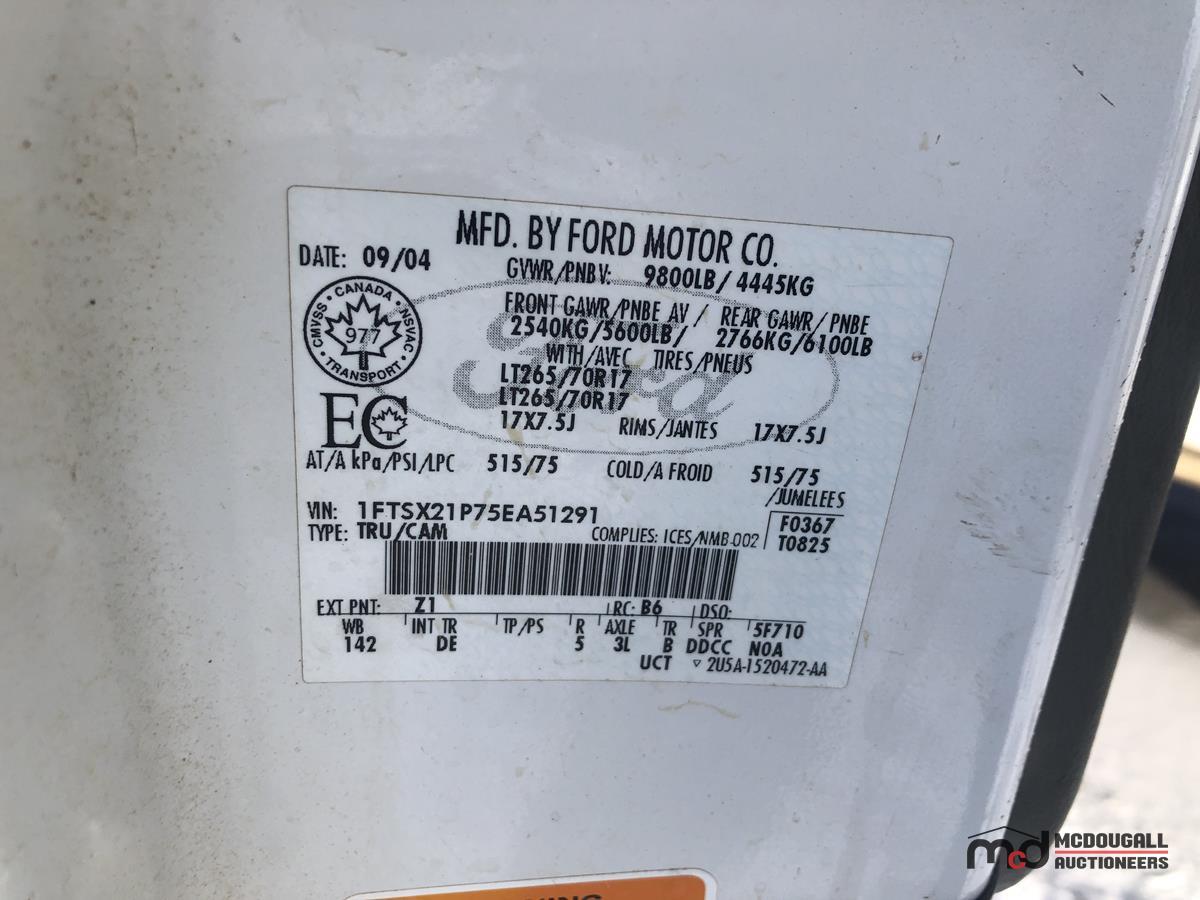 MFD. BY FORD MOTOR CO.
DATE: 09/04
GVWR/PNBV: 9800LB/ 4445KG
FRONT GAWR/PNBE AV/ REAR GAWR/PNBE
2540KG/5600LB/ 2766KG/6100LB
WITH/AVEC TIRES/PNEUS
LT265/70R17
LT265/70R17
17X7.5J RIMS/JANTES 17X7.5J
Ford
CMVSS • CANADA • NSVAC • TRANSPORT •
977
EC
AT/A kPa/PSI/LPC 515/75 COLD/A FROID 515/75
/JUMELEES
VIN: 1FTSX21P75EA51291
F0367
TYPE: TRU/CAM COMPLIES: ICES/NMB-002 T0825
EXT PNT: Z1 RC: B6 DSO:
WB INT TR TP/PS R AXLE TR SPR 5F710
142 DE 5 3L B DDCC NOA
UCT 2U5A-1520472-AA
mcd MCDOUGALL
AUCTIONEERS